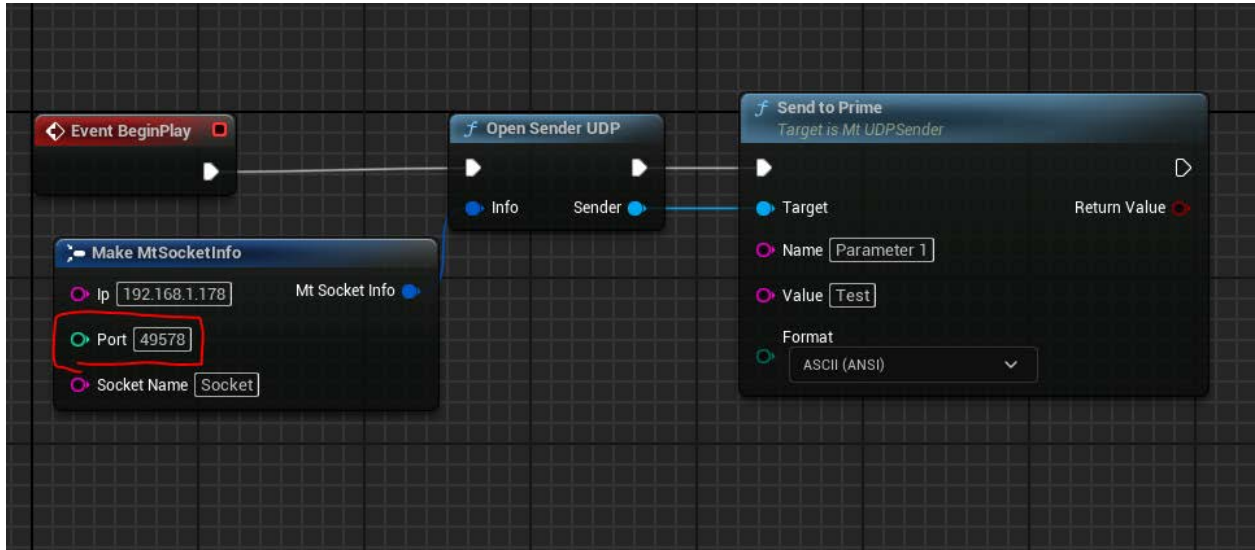 Event BeginPlay
Open Sender UDP
Info
Sender
Make MtSocketInfo
Ip 192.168.1.178
Mt Socket Info
Port 49578
Socket Name Socket
f Send to Prime
Target is Mt UDPSender
Target
Return Value
Name Parameter 1
Value Test
Format
ASCII (ANSI)